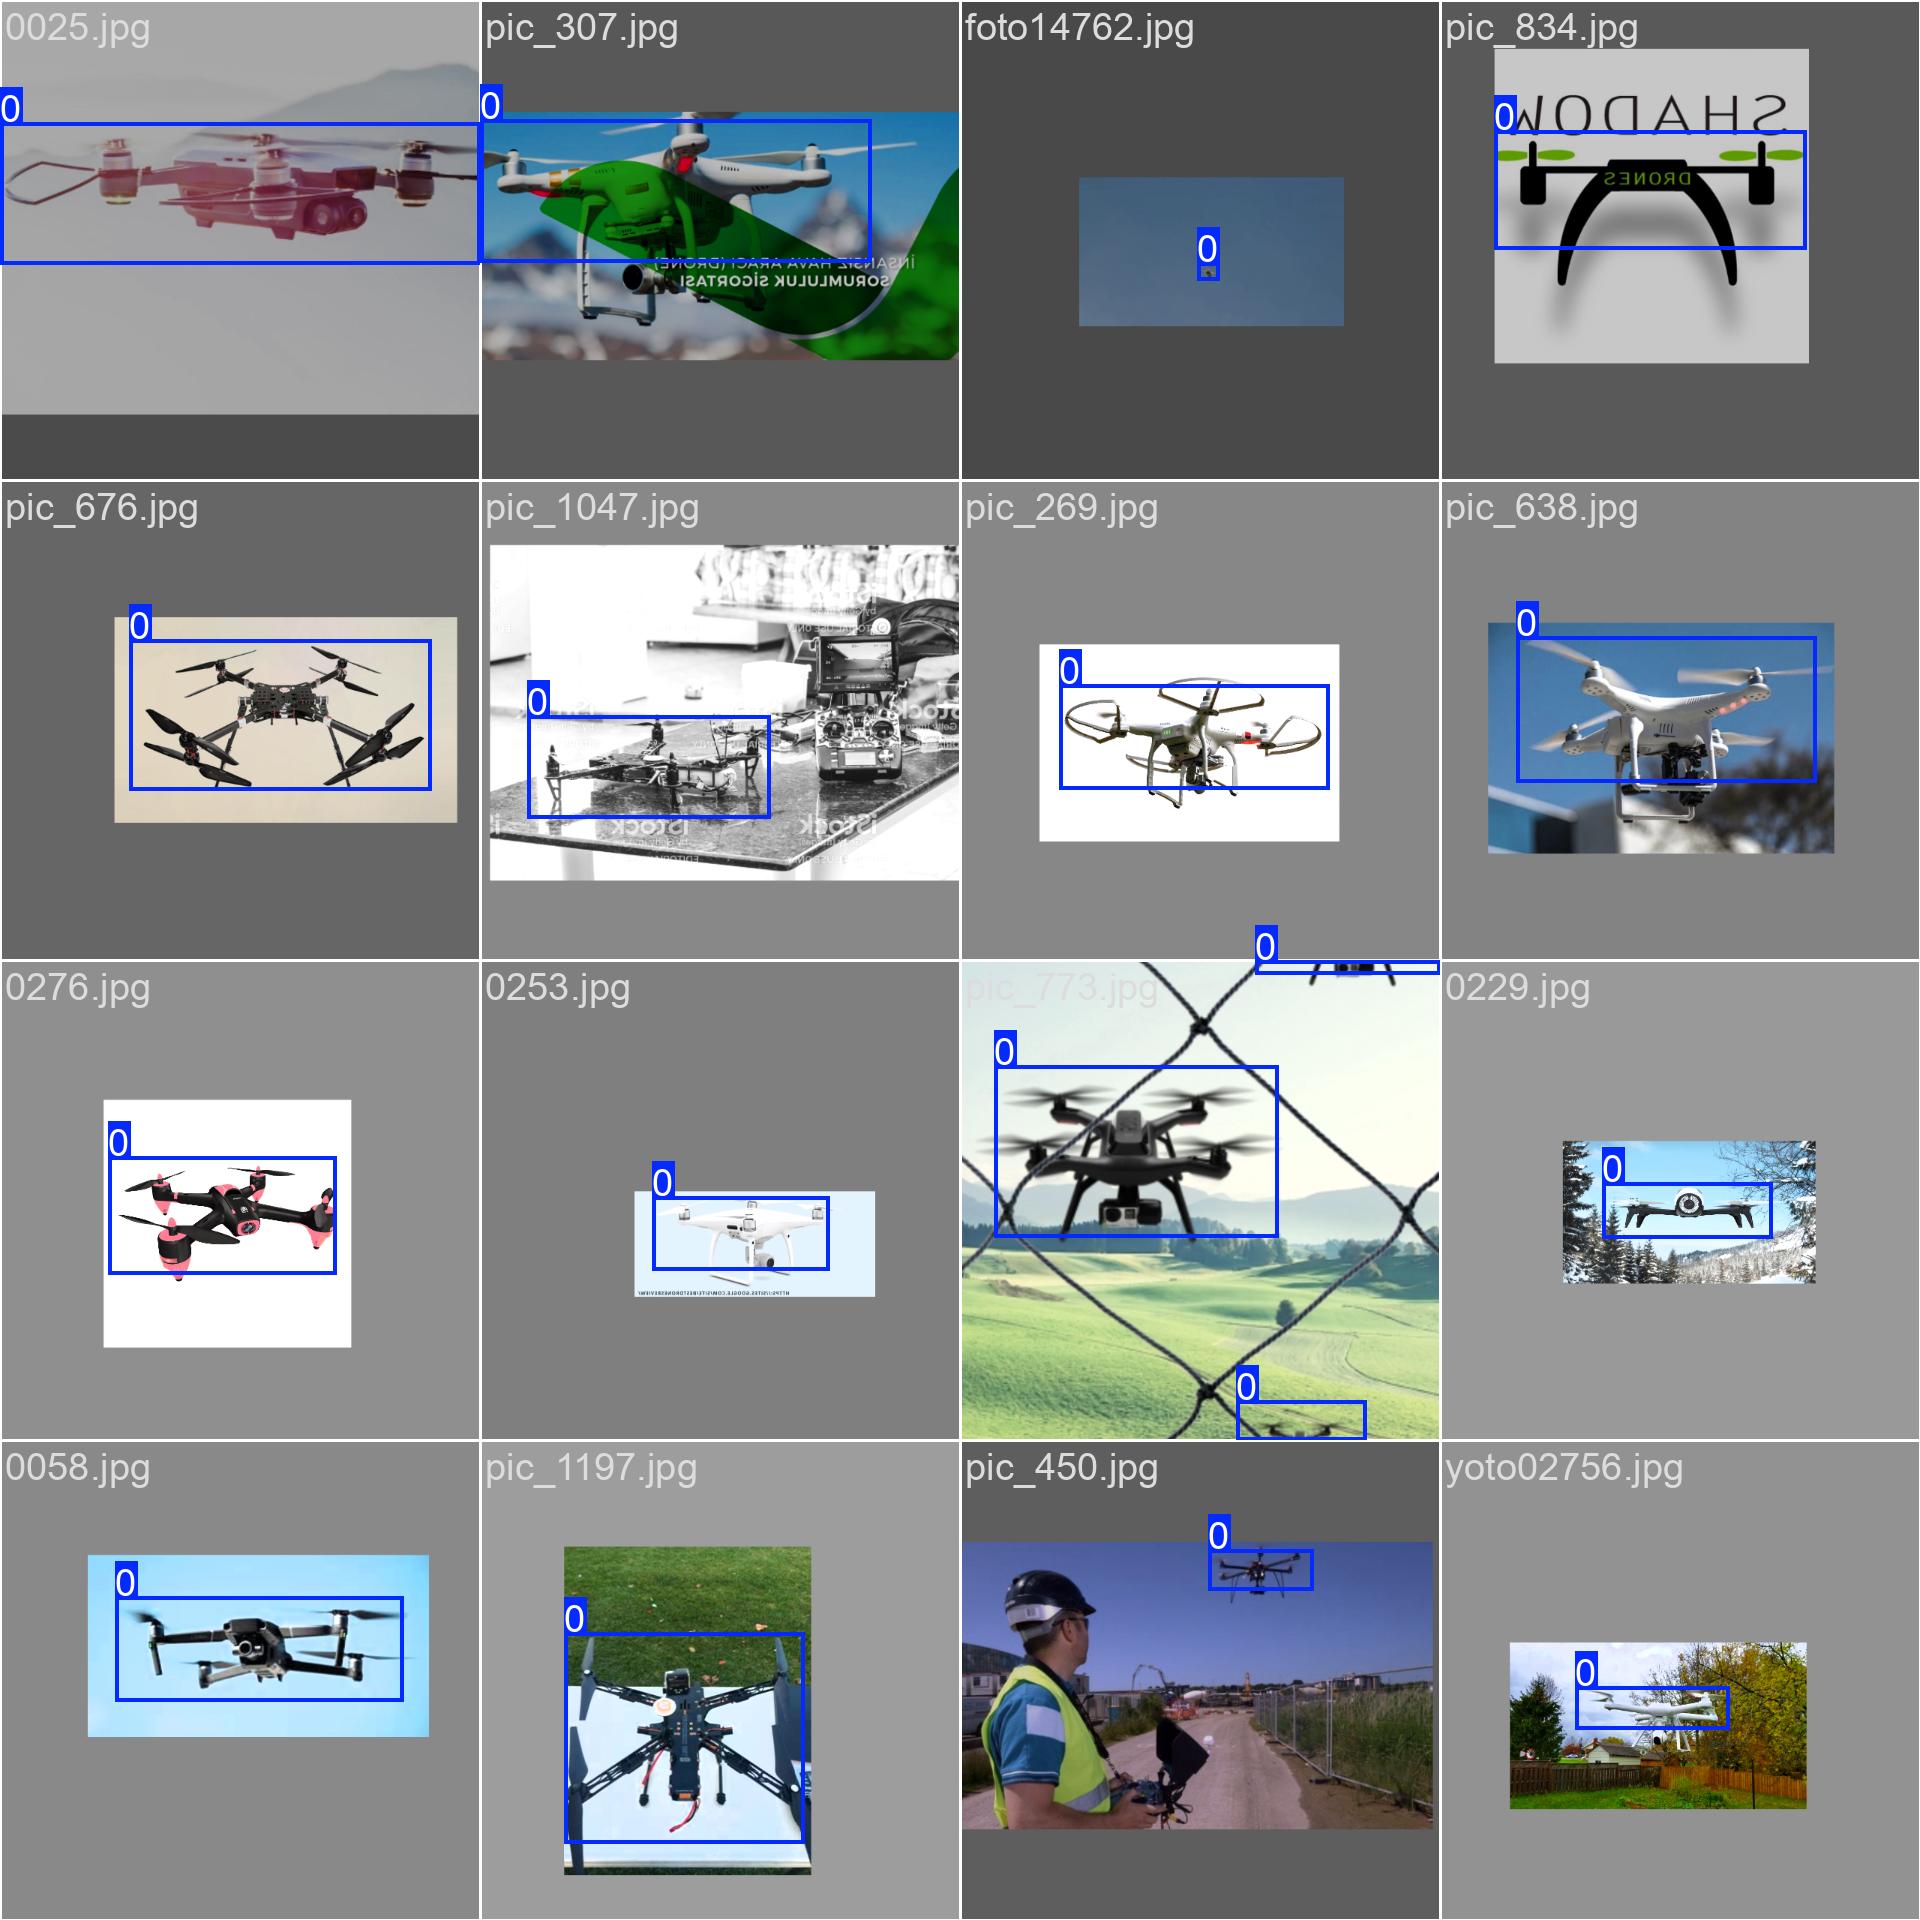 0025.jpg
pic_307.jpg
foto14762.jpg
pic_834.jpg
0
0
0
0
SHADOW
DRONES
İNSANSIZ HAVA ARACI (DRONE)
SORUMLULUK SİGORTASI
pic_676.jpg
pic_1047.jpg
pic_269.jpg
pic_638.jpg
0
0
0
0
iStock
iStock
iStock
0276.jpg
0253.jpg
pic_773.jpg
0229.jpg
0
0
0
0
0
0
0058.jpg
pic_1197.jpg
pic_450.jpg
yoto02756.jpg
0
0
0
0